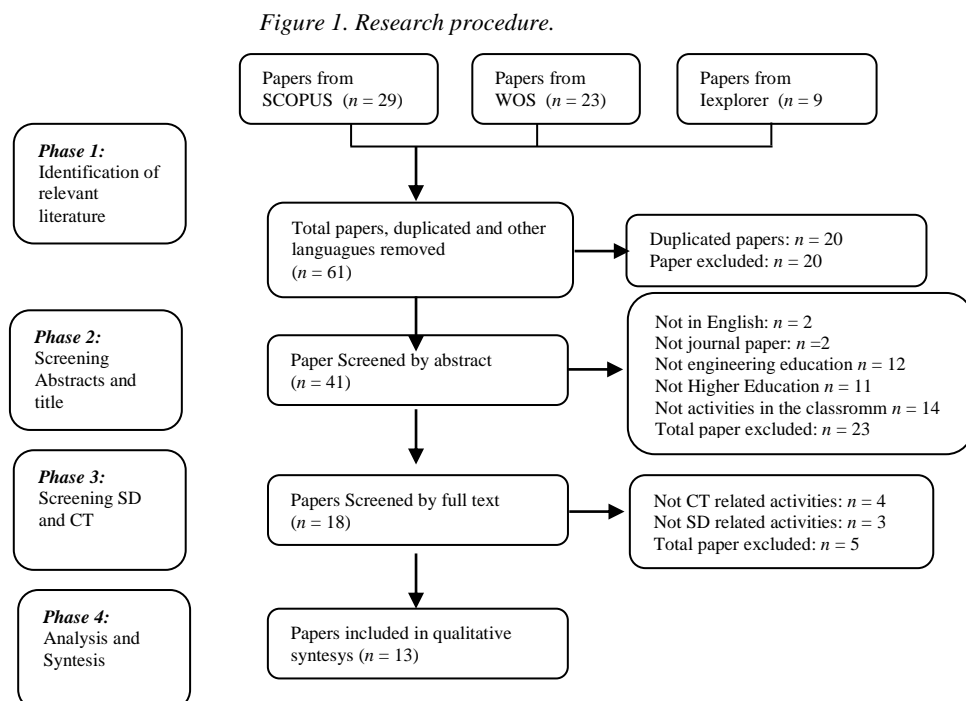 Figure 1. Research procedure.
Papers from
SCOPUS (n = 29)
Papers from
WOS (n = 23)
Papers from
Iexplorer (n = 9
Phase 1:
Identification of
relevant
literature
Total papers, duplicated and other
languagues removed
(n = 61)
Duplicated papers: n = 20
Paper excluded: n = 20
Phase 2:
Screening
Abstracts and
title
Paper Screened by abstract
(n = 41)
Not in English: n = 2
Not journal paper: n =2
Not engineering education n = 12
Not Higher Education n = 11
Not activities in the classromm n = 14
Total paper excluded: n = 23
Phase 3:
Screening SD
and CT
Papers Screened by full text
(n = 18)
Not CT related activities: n = 4
Not SD related activities: n = 3
Total paper excluded: n = 5
Phase 4:
Analysis and
Syntesis
Papers included in qualitative
syntesys (n = 13)